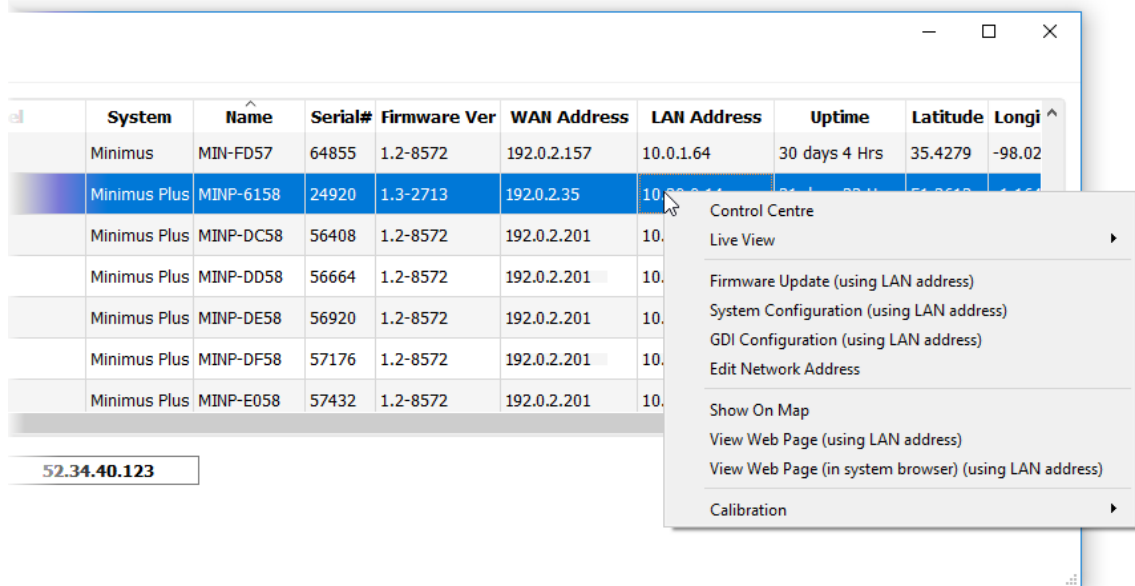 System Name Serial# Firmware Ver WAN Address LAN Address Uptime Latitude Longi
Minimus MIN-FD57 64855 1.2-8572 192.0.2.157 10.0.1.64 30 days 4 Hrs 35.4279 -98.02
Minimus Plus MINP-6158 24920 1.3-2713 192.0.2.35
Minimus Plus MINP-DC58 56408 1.2-8572 192.0.2.201 10.
Minimus Plus MINP-DD58 56664 1.2-8572 192.0.2.201 10.
Minimus Plus MINP-DE58 56920 1.2-8572 192.0.2.201 10.
Minimus Plus MINP-DF58 57176 1.2-8572 192.0.2.201 10.
Minimus Plus MINP-E058 57432 1.2-8572 192.0.2.201 10.
52.34.40.123
Control Centre
Live View
Firmware Update (using LAN address)
System Configuration (using LAN address)
GDI Configuration (using LAN address)
Edit Network Address
Show On Map
View Web Page (using LAN address)
View Web Page (in system browser) (using LAN address)
Calibration